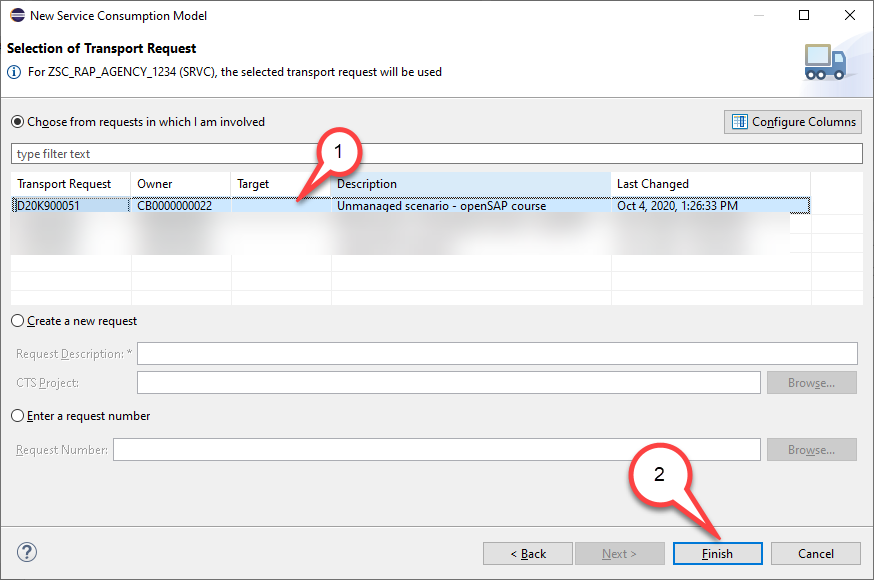 New Service Consumption Model
Selection of Transport Request
For ZSC_RAP_AGENCY_1234 (SRVC), the selected transport request will be used
Choose from requests in which I am involved
Configure Columns
type filter text
1
Transport Request Owner Target Description Last Changed
D20K900051 CB0000000022 Unmanaged scenario - openSAP course Oct 4, 2020, 1:26:33 PM
Create a new request
Request Description: *
CTS Project:
Browse...
Enter a request number
Request Number:
Browse...
2
?
< Back Next > Finish Cancel